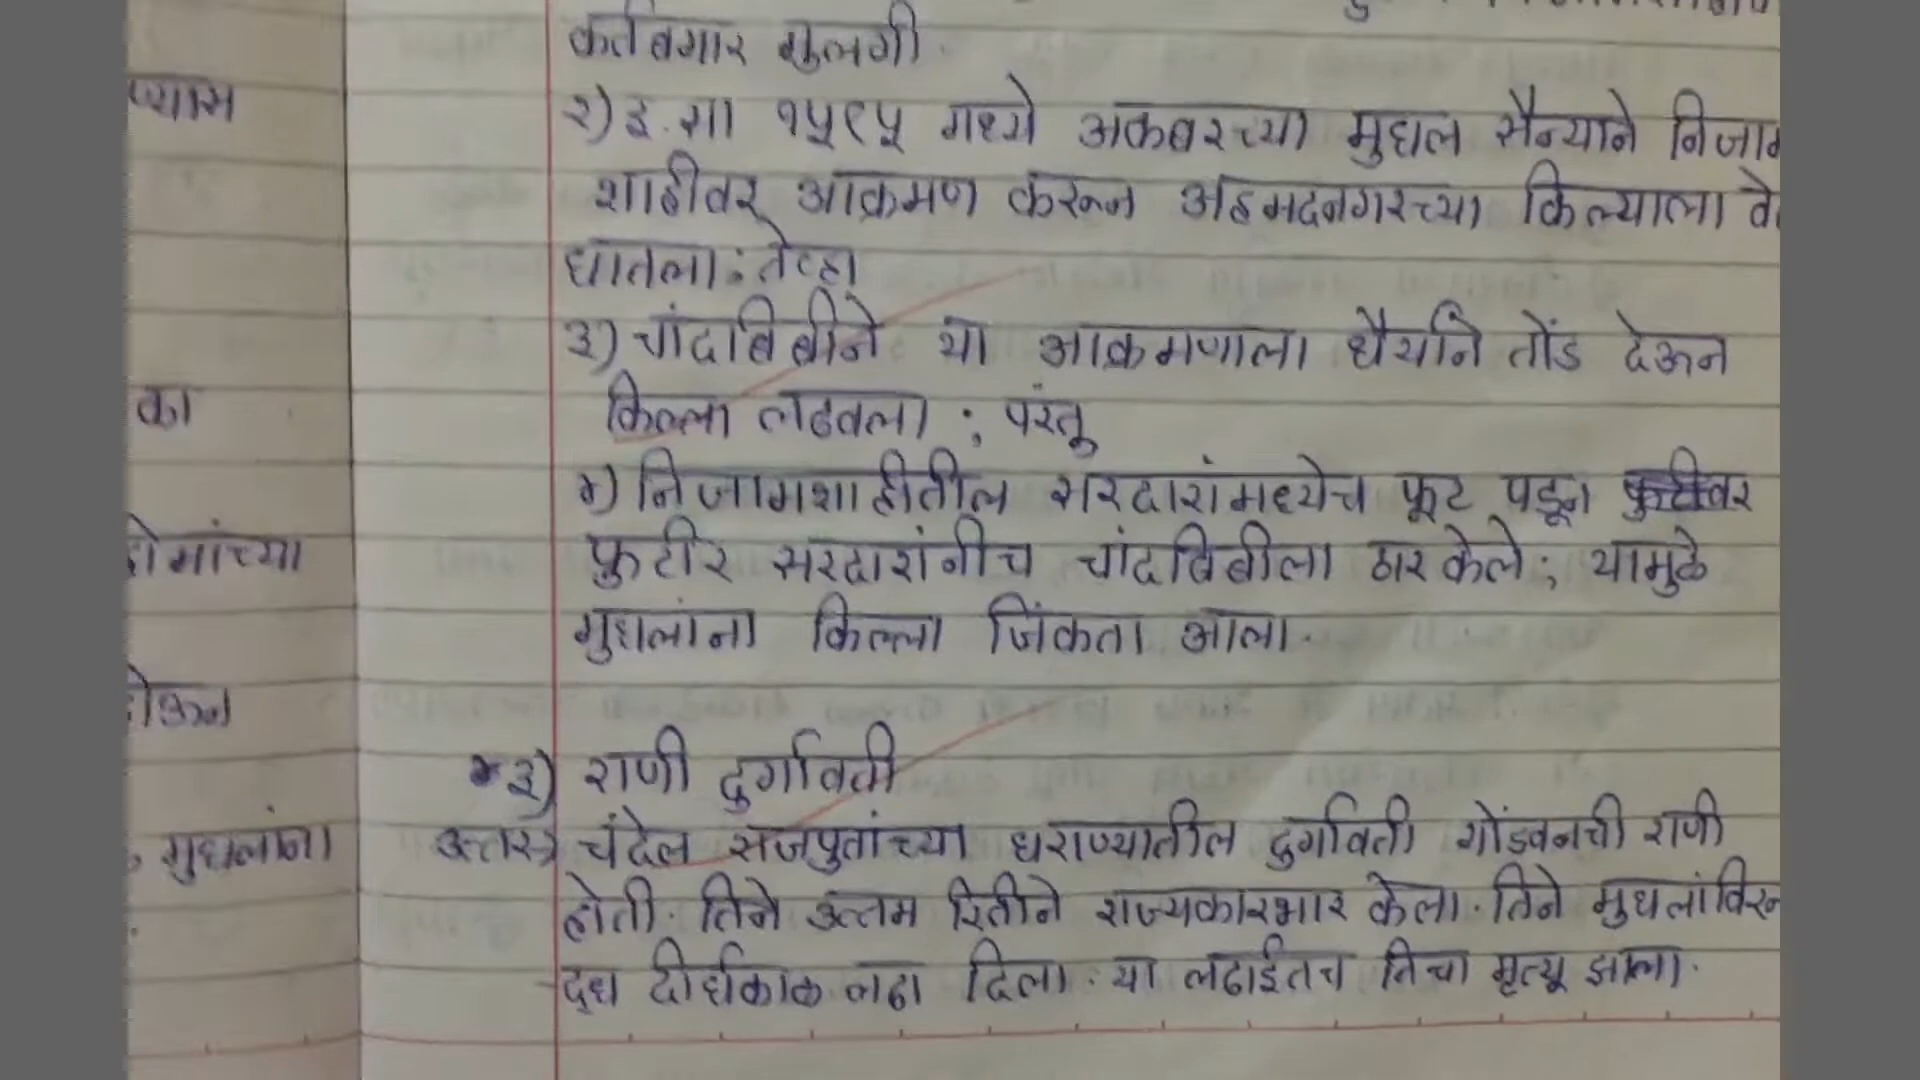 कर्तबगार मुलगी.
२) इ. सा १५९५ मध्ये अकबरच्या मुघल सैन्याने निजाम
शाहीवर आक्रमण करून अहमदनगरच्या किल्याला
घातला; तेव्हा
३) चांदबिबीने या आक्रमणाला धैर्याने तोंड देऊन
किल्ला लढवला ; परंतू
४) निजामशाहीतील सरदारांमध्येच फूट पडून
फुटीर सरदारांनीच चांदबिबीला ठार केले; यामुळे
मुघलांना किल्ला जिंकता आला.
३) राणी दुर्गावती
उत्तर) चंदेल राजपुतांच्या घराण्यातील दुर्गावती गोंडवनची राणी
होती. तिने उत्तम रितीने राज्यकारभार केला. तिने मुघलांविरु
द्ध दीर्घकाळ लढा दिला. या लढाईतच तिचा मृत्यू झाला.
का
मुघलांना